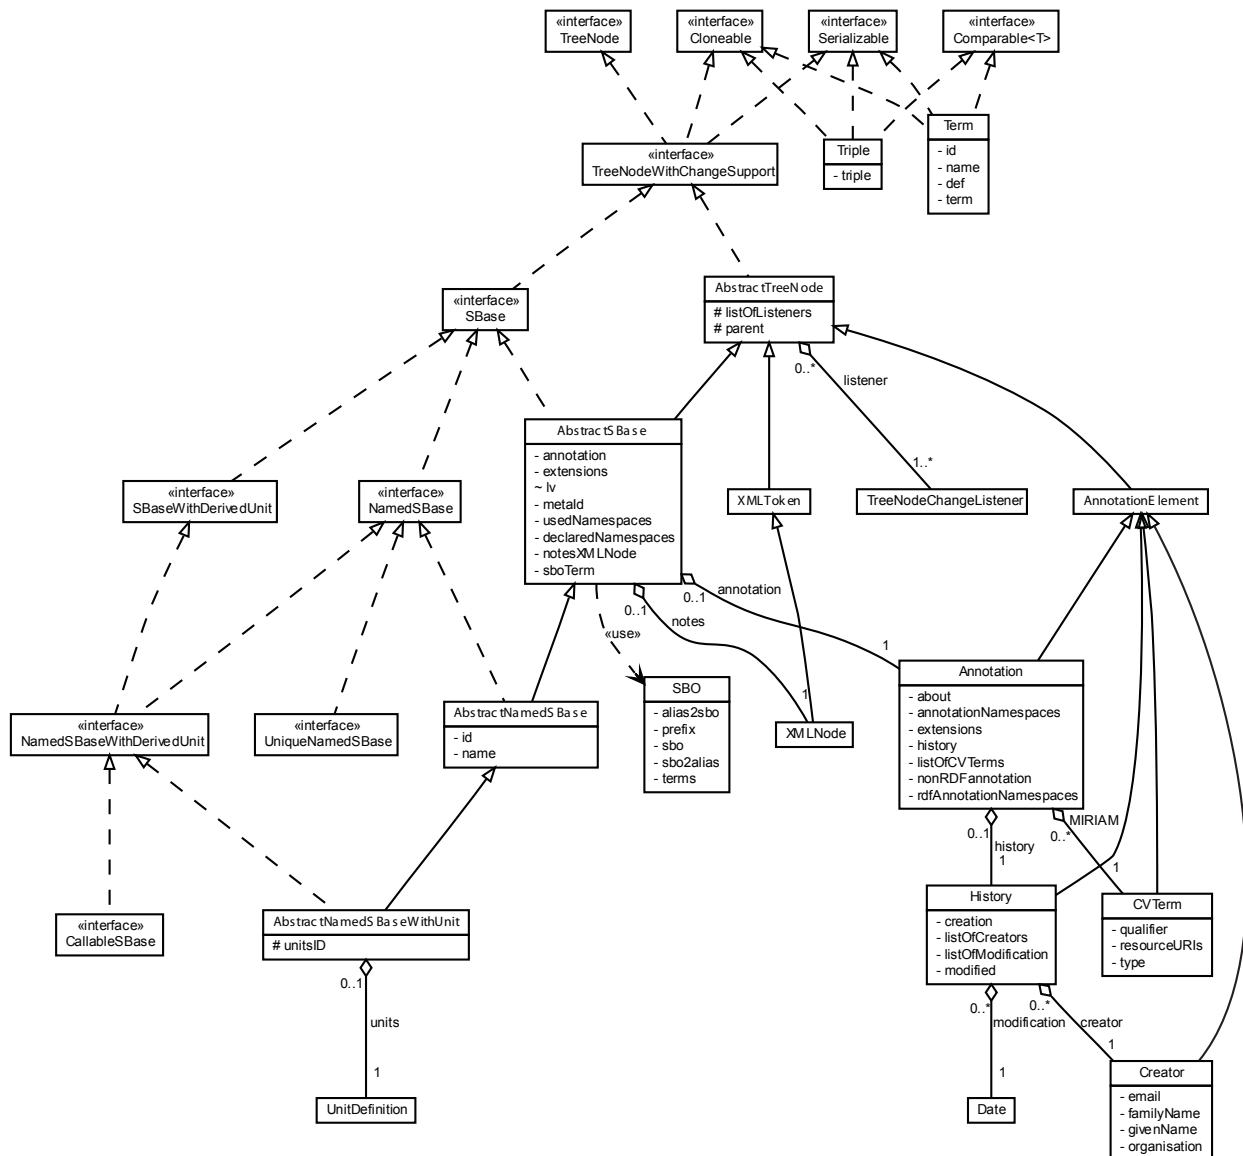 «interface»
TreeNode
«interface»
Cloneable
«interface»
Serializable
«interface»
Comparable<T>
Term
- id
- name
- def
- term
Triple
- triple
«interface»
TreeNodeWithChangeSupport
AbstractTreeNode
# listOfListeners
# parent
«interface»
SBase
0..*
listener
1..*
AbstractSBase
- annotation
- extensions
~ lv
- metaId
- usedNamespaces
- declaredNamespaces
- notesXMLNode
- sboTerm
«interface»
SBaseWithDerivedUnit
«interface»
NamedSBase
XMLToken
TreeNodeChangeListener
AnnotationElement
0..1
annotation
1
0..1
notes
1
«use»
SBO
- alias2sbo
- prefix
- sbo
- sbo2alias
- terms
XMLNode
Annotation
- about
- annotationNamespaces
- extensions
- history
- listOfCVTerms
- nonRDFannotation
- rdfAnnotationNamespaces
«interface»
NamedSBaseWithDerivedUnit
«interface»
UniqueNamedSBase
AbstractNamedSBase
- id
- name
0..1
history
1
MIRIAM
0..*
1
«interface»
CallableSBase
AbstractNamedSBaseWithUnit
# unitsID
History
- creation
- listOfCreators
- listOfModification
- modified
CVTerm
- qualifier
- resourceURIs
- type
0..1
units
1
UnitDefinition
0..*
modification
1
0..*
creator
1
Date
Creator
- email
- familyName
- givenName
- organisation